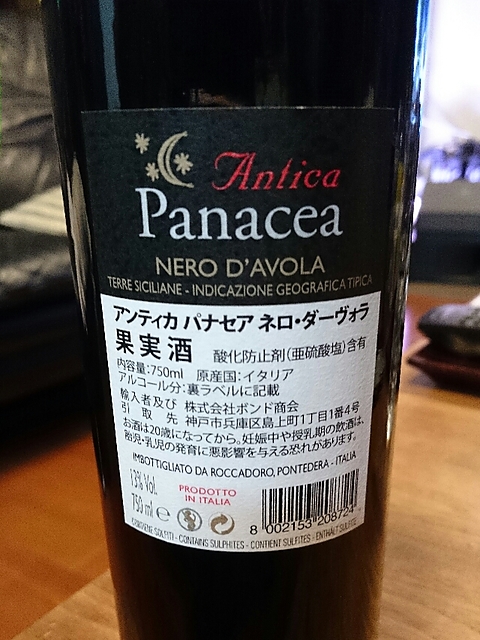 Antica
Panacea
NERO D'AVOLA
TERRE SICILIANE - INDICAZIONE GEOGRAFICA TIPICA
アンティカ パナセア ネロ・ダーヴォラ
果実酒 酸化防止剤(亜硫酸塩)含有
内容量:750ml 原産国:イタリア
アルコール分:裏ラベルに記載
輸入者及び 株式会社ボンド商会
引取先 神戸市兵庫区島上町1丁目1番4号
お酒は20歳になってから。妊娠中や授乳期の飲酒は、
胎児・乳児の発育に悪影響を与える恐れがあります。
IMBOTTIGLIATO DA ROCCADORO, PONTEDERA - ITALIA
13% Vol.
750 ml e
PRODOTTO
IN ITALIA
8 002153 208724
CONTIENE SOLFITI - CONTAINS SULPHITES - CONTIENT SULFITES - ENTHÄLT SULFITE